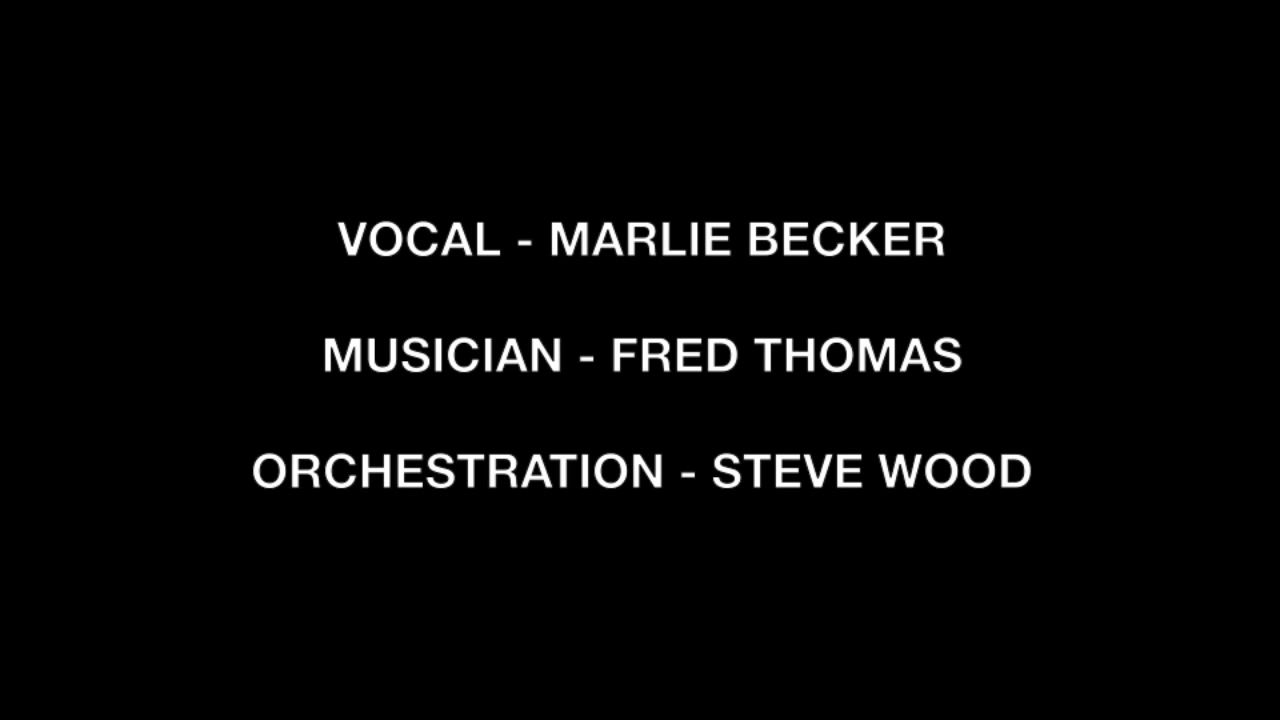 VOCAL - MARLIE BECKER
MUSICIAN - FRED THOMAS
ORCHESTRATION - STEVE WOOD